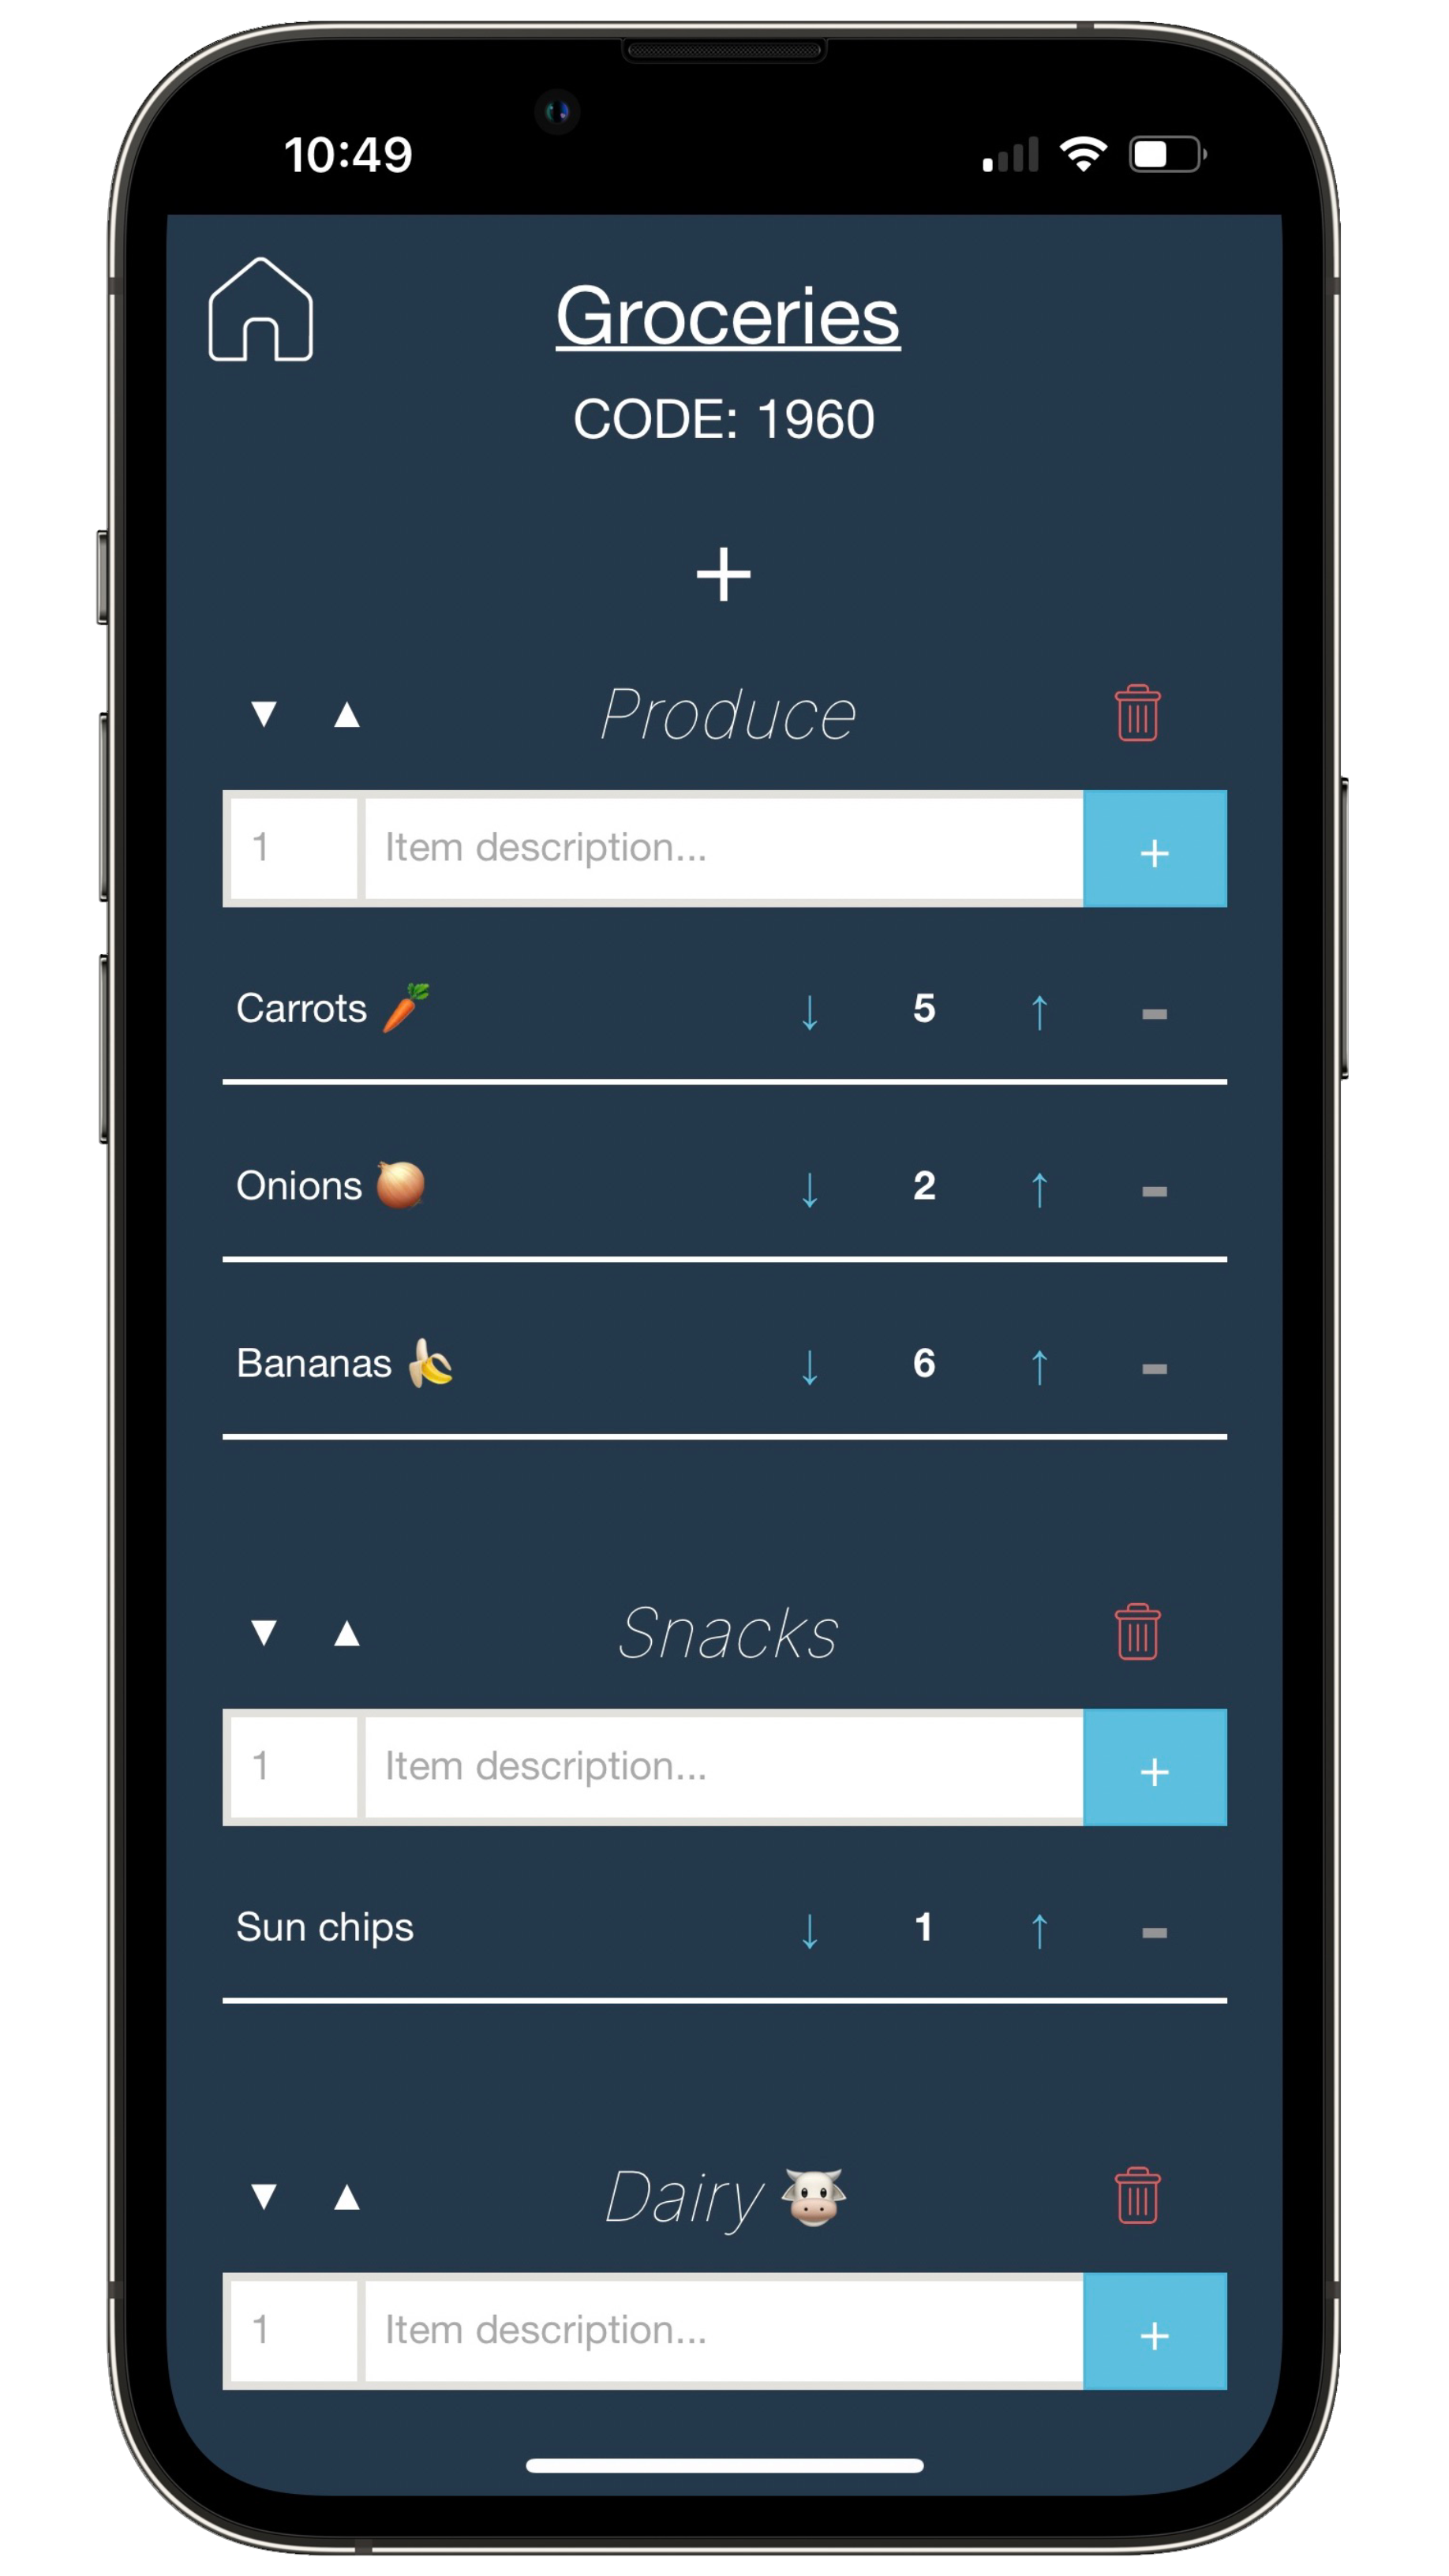 10:49
Groceries
CODE: 1960
+
▼ ▲ Produce
1 Item description... +
Carrots 🥕 ↓ 5 ↑ -
Onions 🧅 ↓ 2 ↑ -
Bananas 🍌 ↓ 6 ↑ -
▼ ▲ Snacks
1 Item description... +
Sun chips ↓ 1 ↑ -
▼ ▲ Dairy 🐮
1 Item description... +